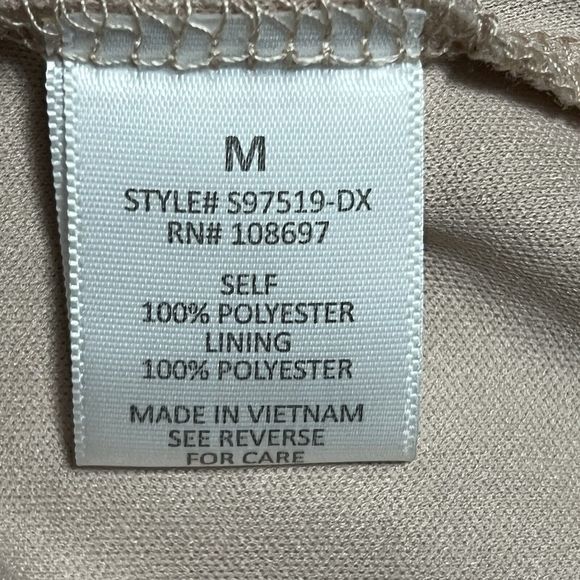 M
STYLE# S97519-DX
RN# 108697
SELF
100% POLYESTER
LINING
100% POLYESTER
MADE IN VIETNAM
SEE REVERSE
FOR CARE